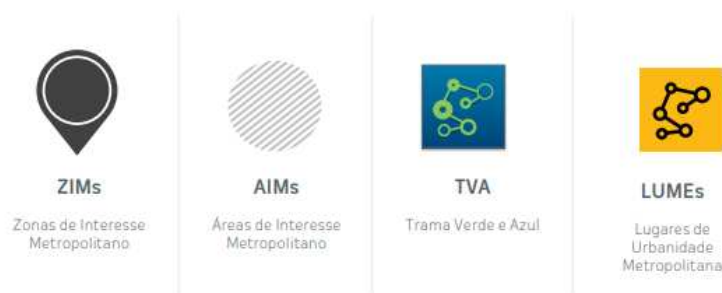 ZIMs
Zonas de Interesse
Metropolitano
AIMs
Áreas de Interesse
Metropolitano
TVA
Trama Verde e Azul
LUMEs
Lugares de
Urbanidade
Metropolitana